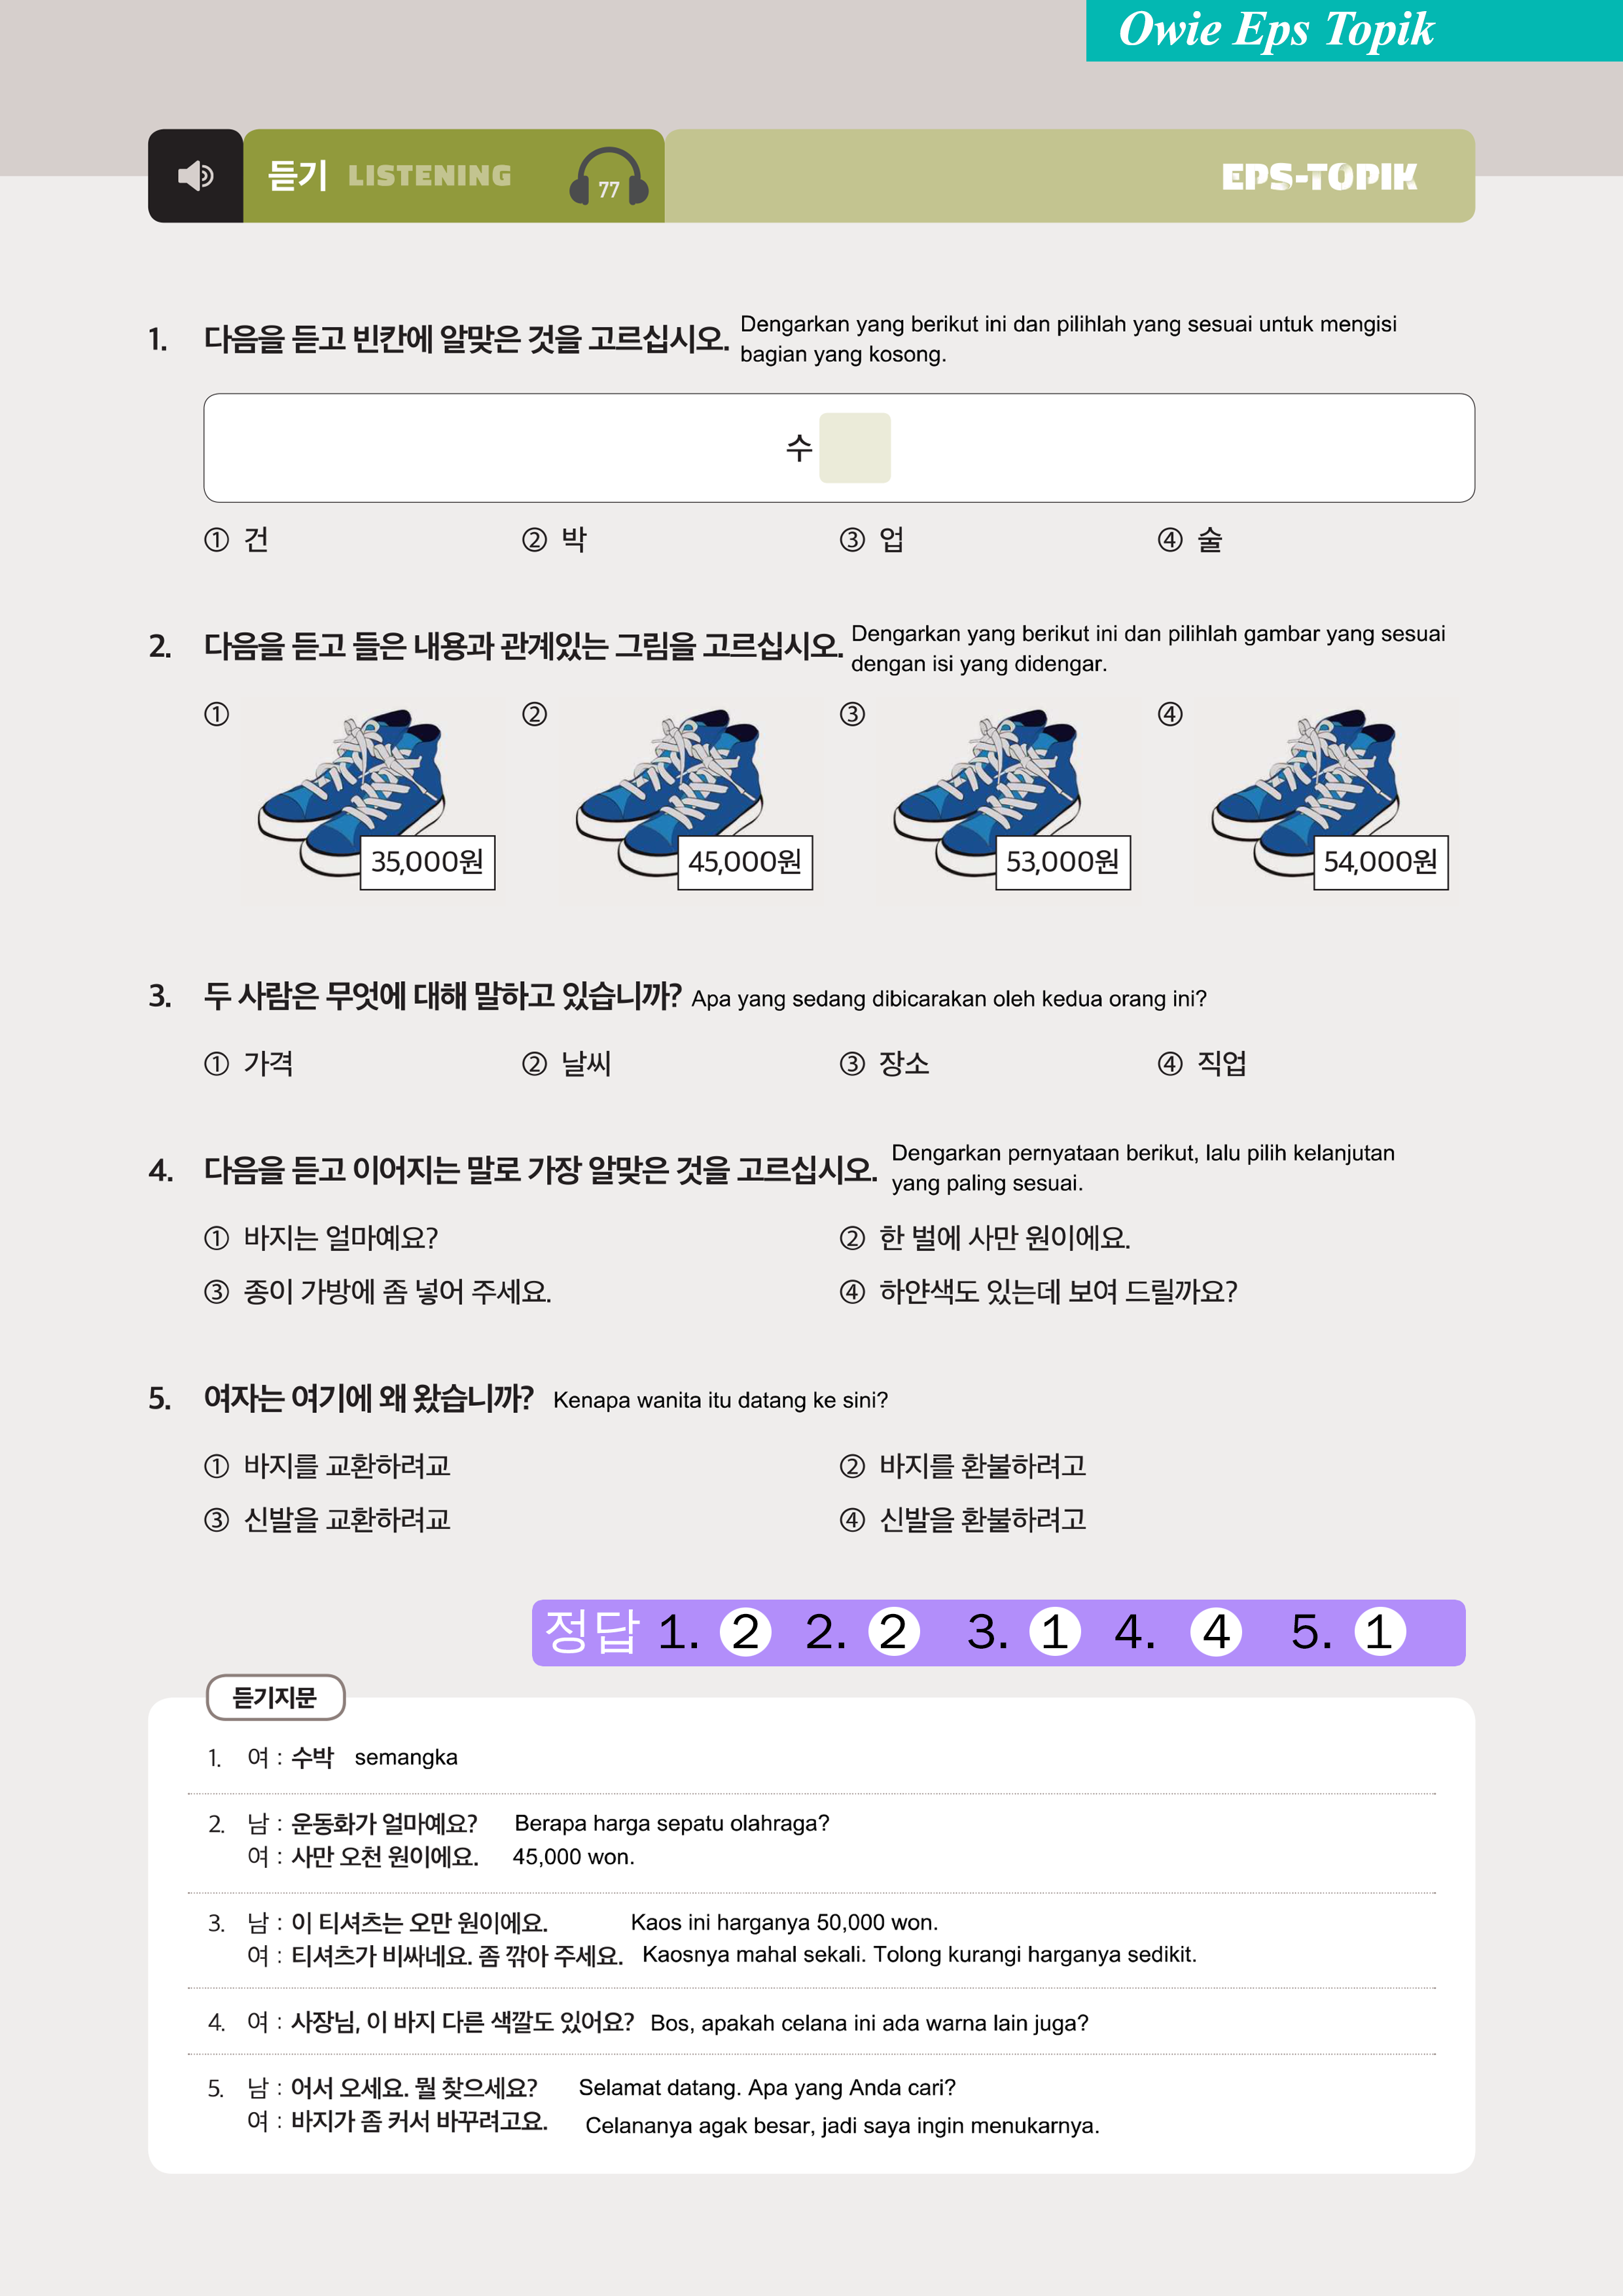 Owie Eps Topik
듣기 LISTENING 77 EPS-TOPIK
1. 다음을 듣고 빈칸에 알맞은 것을 고르십시오. Dengarkan yang berikut ini dan pilihlah yang sesuai untuk mengisi
bagian yang kosong.
수
① 건 ② 박 ③ 업 ④ 술
2. 다음을 듣고 들은 내용과 관계있는 그림을 고르십시오. Dengarkan yang berikut ini dan pilihlah gambar yang sesuai
dengan isi yang didengar.
① ② ③ ④
35,000원 45,000원 53,000원 54,000원
3. 두 사람은 무엇에 대해 말하고 있습니까? Apa yang sedang dibicarakan oleh kedua orang ini?
① 가격 ② 날씨 ③ 장소 ④ 직업
4. 다음을 듣고 이어지는 말로 가장 알맞은 것을 고르십시오. Dengarkan pernyataan berikut, lalu pilih kelanjutan
yang paling sesuai.
① 바지는 얼마예요? ② 한 벌에 사만 원이에요.
③ 종이 가방에 좀 넣어 주세요. ④ 하얀색도 있는데 보여 드릴까요?
5. 여자는 여기에 왜 왔습니까? Kenapa wanita itu datang ke sini?
① 바지를 교환하려교 ② 바지를 환불하려고
③ 신발을 교환하려교 ④ 신발을 환불하려고
정답 1. ② 2. ② 3. ① 4. ④ 5. ①
듣기지문
1. 여 : 수박 semangka
2. 남 : 운동화가 얼마예요? Berapa harga sepatu olahraga?
여 : 사만 오천 원이에요. 45,000 won.
3. 남 : 이 티셔츠는 오만 원이에요. Kaos ini harganya 50,000 won.
여 : 티셔츠가 비싸네요. 좀 깎아 주세요. Kaosnya mahal sekali. Tolong kurangi harganya sedikit.
4. 여 : 사장님, 이 바지 다른 색깔도 있어요? Bos, apakah celana ini ada warna lain juga?
5. 남 : 어서 오세요. 뭘 찾으세요? Selamat datang. Apa yang Anda cari?
여 : 바지가 좀 커서 바꾸려고요. Celananya agak besar, jadi saya ingin menukarnya.